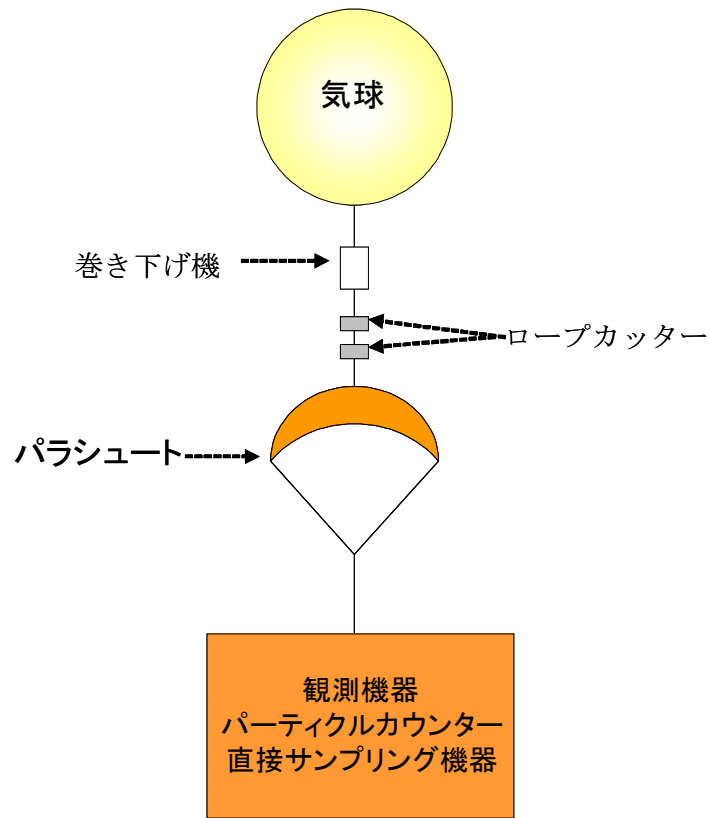 気球
巻き下げ機
ロープカッター
パラシュート
観測機器
パーティクルカウンター
直接サンプリング機器